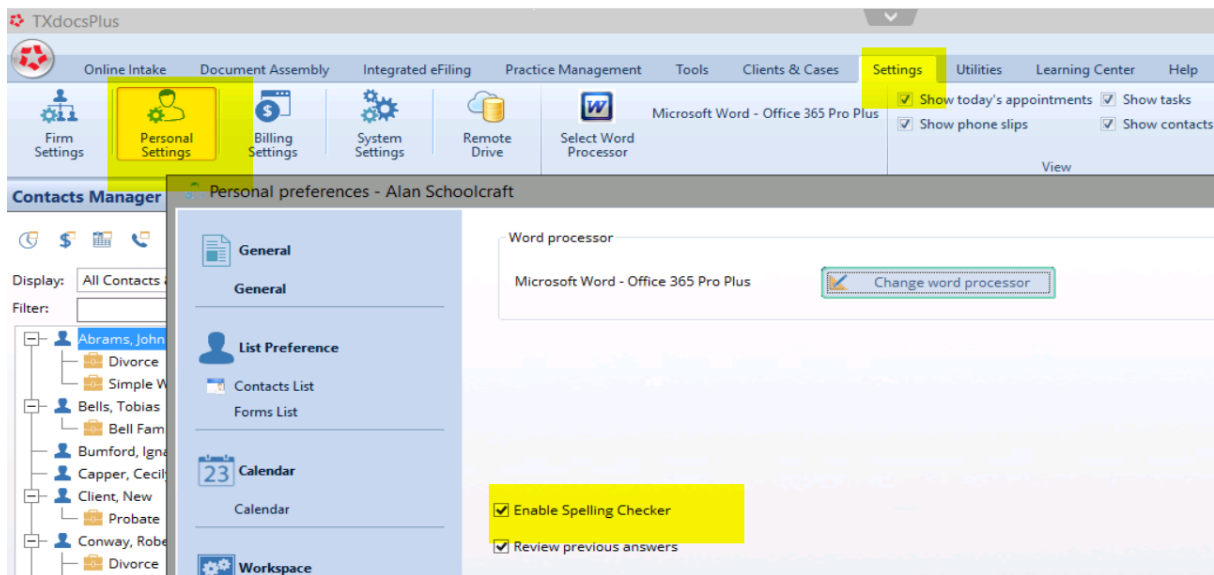 TXdocsPlus
Online Intake Document Assembly Integrated eFiling Practice Management Tools Clients & Cases Settings Utilities Learning Center Help
Firm Settings
Personal Settings
Billing Settings
System Settings
Remote Drive
Select Word Processor
Microsoft Word - Office 365 Pro Plus
Show today's appointments Show tasks
Show phone slips Show contacts
View
Contacts Manager
Personal preferences - Alan Schoolcraft
Display: All Contacts
Filter:
Abrams, John
Divorce
Simple W
Bells, Tobias
Bell Fam
Bumford, Igna
Capper, Cecil
Client, New
Probate
Conway, Robe
Divorce
General
General
List Preference
Contacts List
Forms List
23 Calendar
Calendar
Workspace
Word processor
Microsoft Word - Office 365 Pro Plus Change word processor
Enable Spelling Checker
Review previous answers